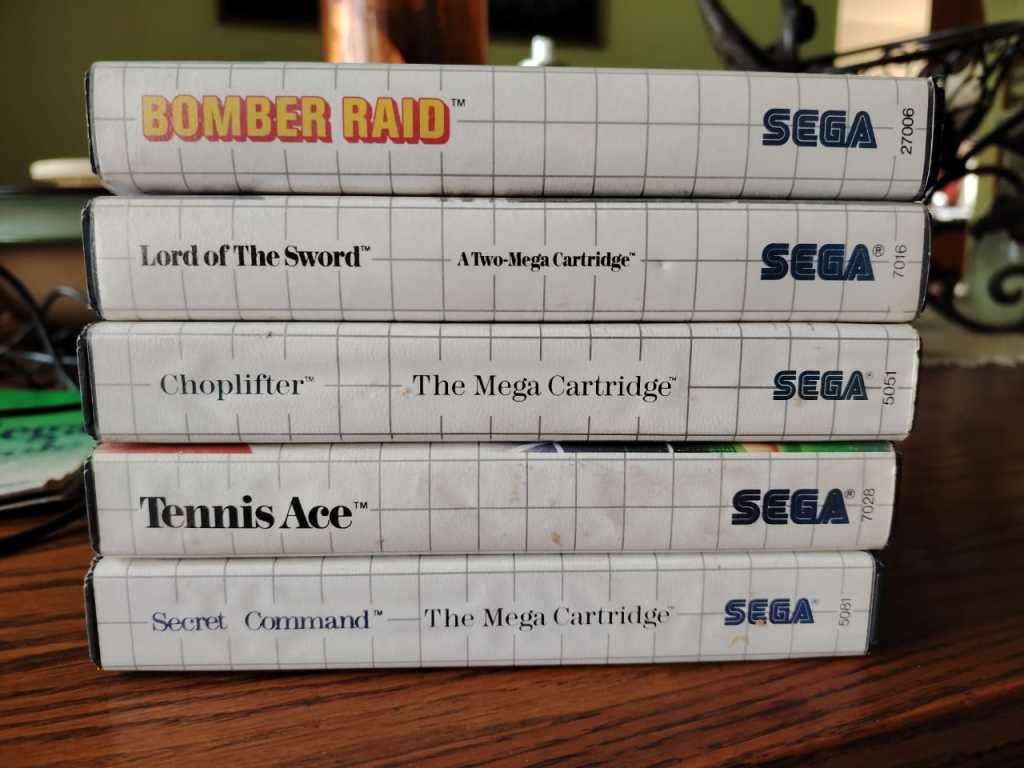 BOMBER RAID™ SEGA 27006
Lord of The Sword™ A Two-Mega Cartridge™ SEGA® 7016
Choplifter™ The Mega Cartridge™ SEGA® 5051
Tennis Ace™ SEGA® 7028
Secret Command™ The Mega Cartridge™ SEGA® 5081